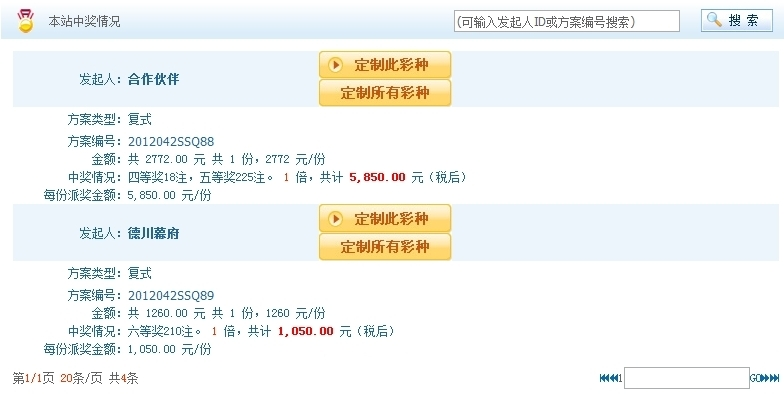 本站中奖情况
(可输入发起人ID或方案编号搜索)
搜 索
发起人：合作伙伴
定制此彩种
定制所有彩种
方案类型：复式
方案编号：2012042SSQ88
金额：共 2772.00 元 共 1 份，2772 元/份
中奖情况：四等奖18注，五等奖225注。 1 倍，共计 5,850.00 元（税后）
每份派奖金额：5,850.00 元/份
发起人：德川幕府
定制此彩种
定制所有彩种
方案类型：复式
方案编号：2012042SSQ89
金额：共 1260.00 元 共 1 份，1260 元/份
中奖情况：六等奖210注。 1 倍，共计 1,050.00 元（税后）
每份派奖金额：1,050.00 元/份
第1/1页 20条/页 共4条
1 GO